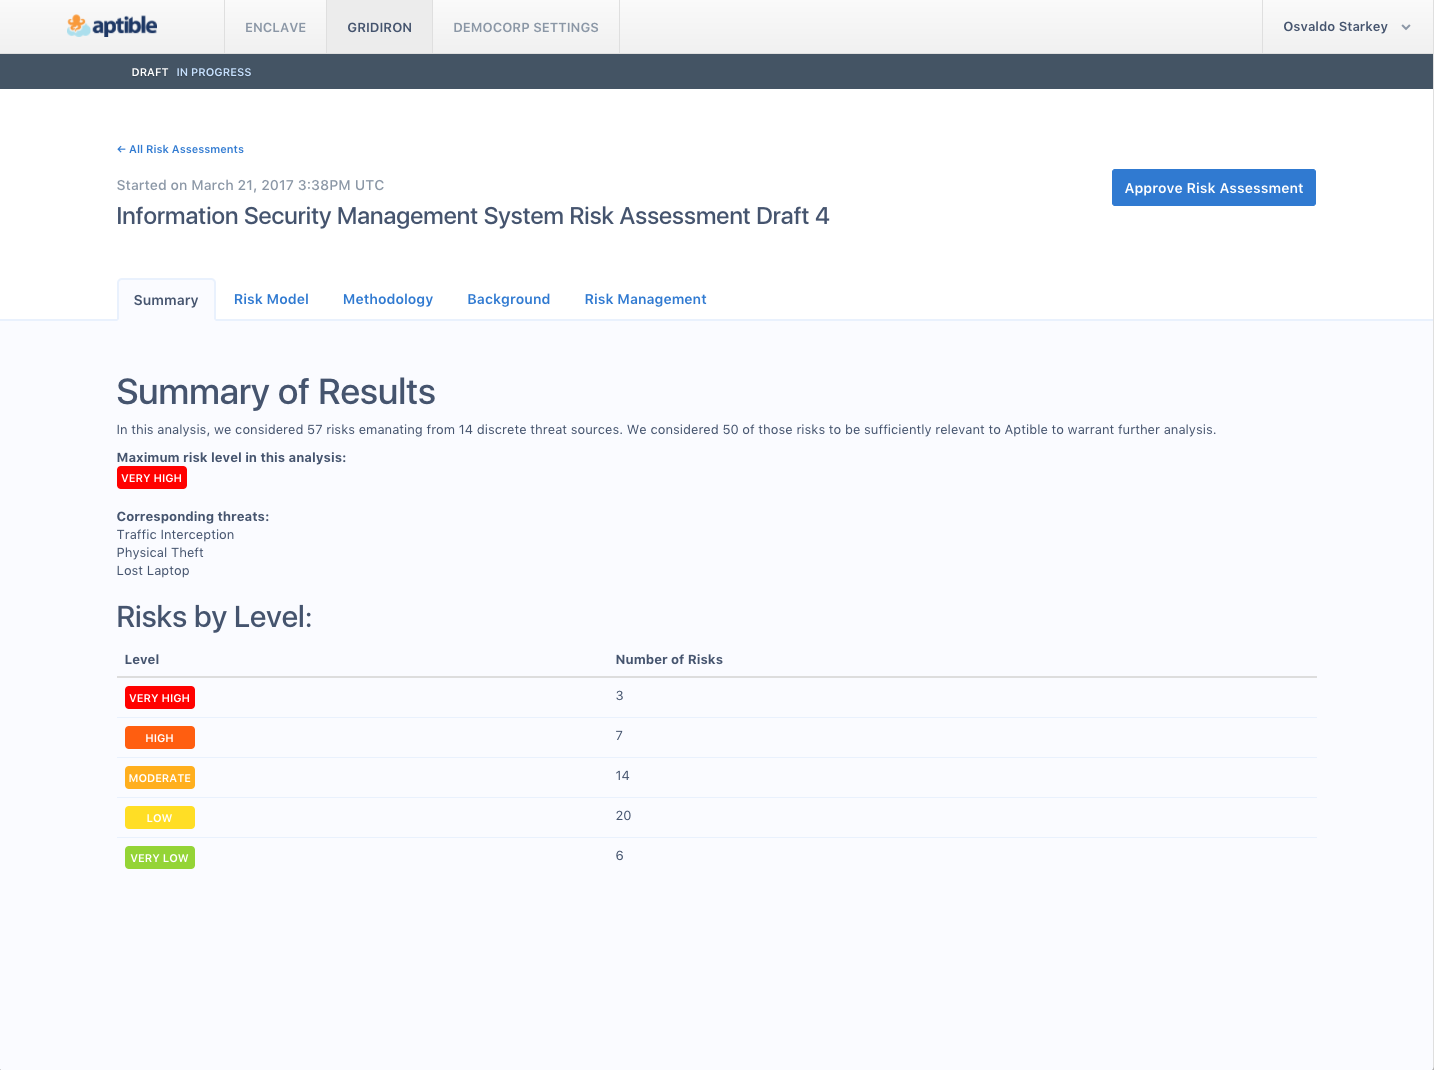 aptible ENCLAVE GRIDIRON DEMOCORP SETTINGS Osvaldo Starkey
DRAFT IN PROGRESS
← All Risk Assessments
Started on March 21, 2017 3:38PM UTC
Approve Risk Assessment
Information Security Management System Risk Assessment Draft 4
Summary Risk Model Methodology Background Risk Management
Summary of Results
In this analysis, we considered 57 risks emanating from 14 discrete threat sources. We considered 50 of those risks to be sufficiently relevant to Aptible to warrant further analysis.
Maximum risk level in this analysis:
VERY HIGH
Corresponding threats:
Traffic Interception
Physical Theft
Lost Laptop
Risks by Level:
Level Number of Risks
VERY HIGH 3
HIGH 7
MODERATE 14
LOW 20
VERY LOW 6